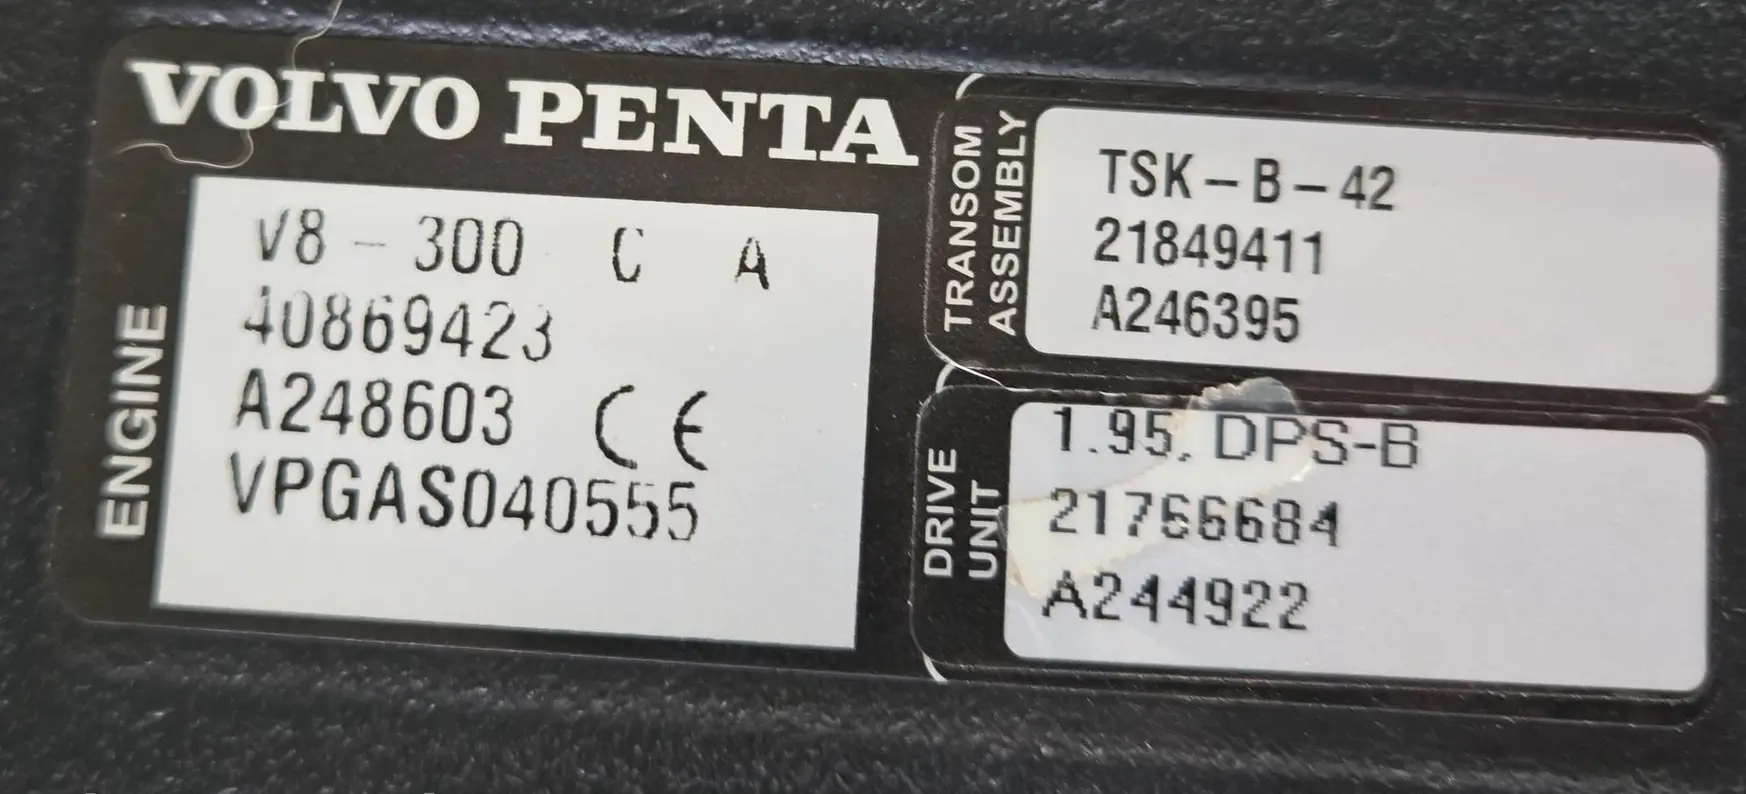 VOLVO PENTA
ENGINE
V8 - 300 C A
40869423
A248603 CE
VPGAS040555
TRANSOM
ASSEMBLY
TSK-B-42
21849411
A246395
DRIVE
UNIT
1.95, DPS-B
21766684
A244922